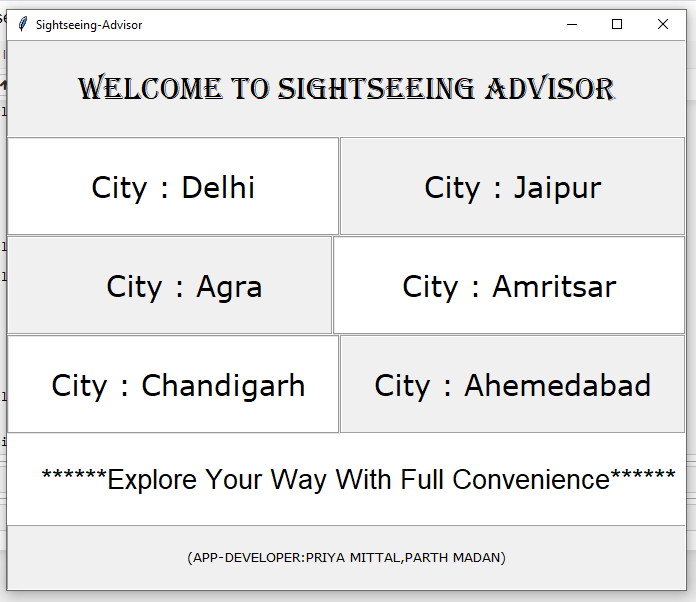 Sightseeing-Advisor
WELCOME TO SIGHTSEEING ADVISOR
City : Delhi
City : Jaipur
City : Agra
City : Amritsar
City : Chandigarh
City : Ahemedabad
******Explore Your Way With Full Convenience******
(APP-DEVELOPER:PRIYA MITTAL,PARTH MADAN)